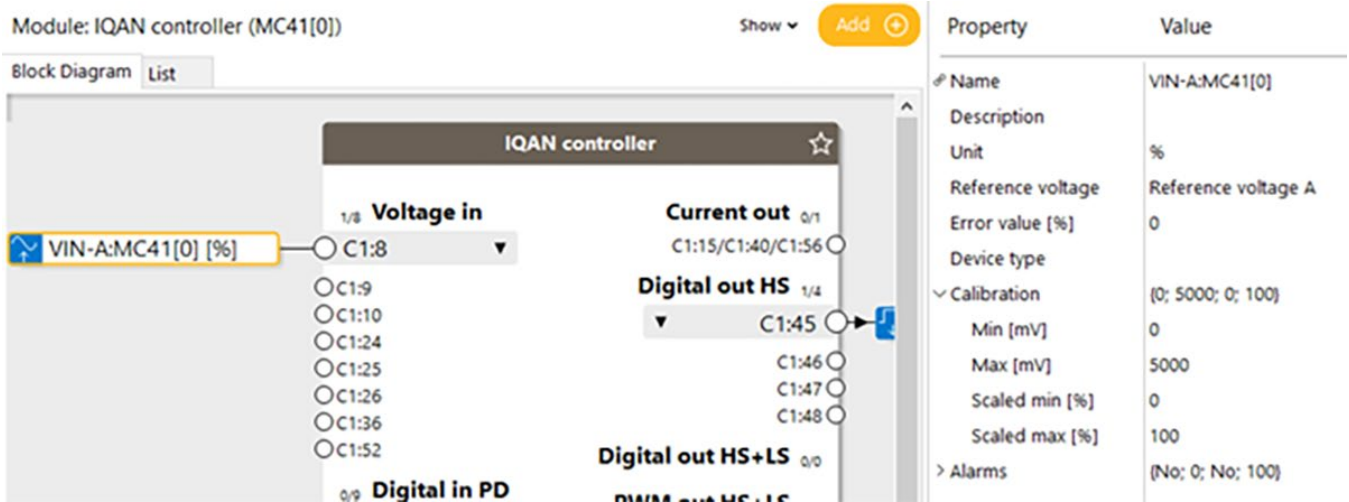 Module: IQAN controller (MC41[0])
Show
Add
Block Diagram
List
IQAN controller
1/8 Voltage in
VIN-A:MC41[0] [%]
C1:8
C1:9
C1:10
C1:24
C1:25
C1:26
C1:36
C1:52
0/9 Digital in PD
Current out 0/1
C1:15/C1:40/C1:56
Digital out HS 1/4
C1:45
C1:46
C1:47
C1:48
Digital out HS+LS 0/0
PWM out HS+LS
Property Value
Name VIN-A:MC41[0]
Description
Unit %
Reference voltage Reference voltage A
Error value [%] 0
Device type
Calibration {0; 5000; 0; 100}
Min [mV] 0
Max [mV] 5000
Scaled min [%] 0
Scaled max [%] 100
Alarms {No; 0; No; 100}